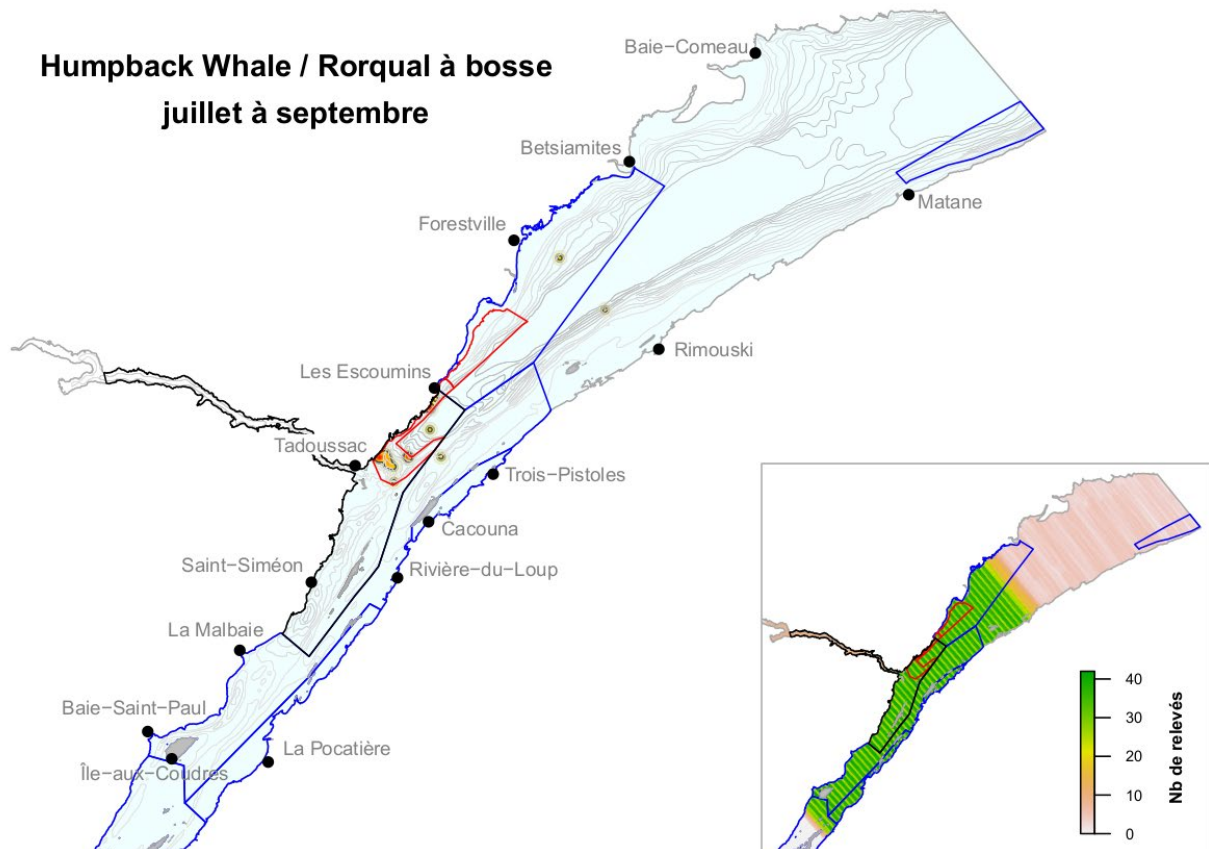 Humpback Whale / Rorqual à bosse
juillet à septembre
Baie−Comeau
Betsiamites
Matane
Forestville
Rimouski
Les Escoumins
Tadoussac
Trois−Pistoles
Cacouna
Saint−Siméon
Rivière−du−Loup
La Malbaie
Baie−Saint−Paul
La Pocatière
Île−aux−Coudres
40
30
20
10
0
Nb de relevés